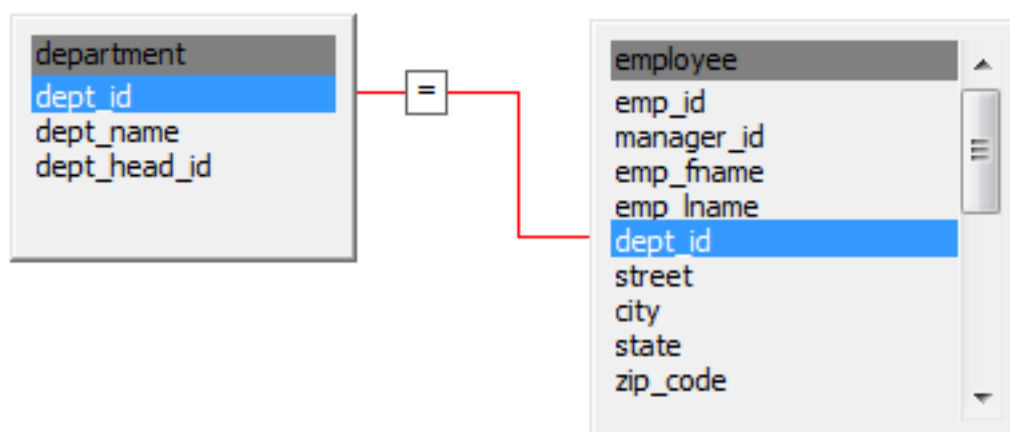 department
dept_id
dept_name
dept_head_id
=
employee
emp_id
manager_id
emp_fname
emp_lname
dept_id
street
city
state
zip_code